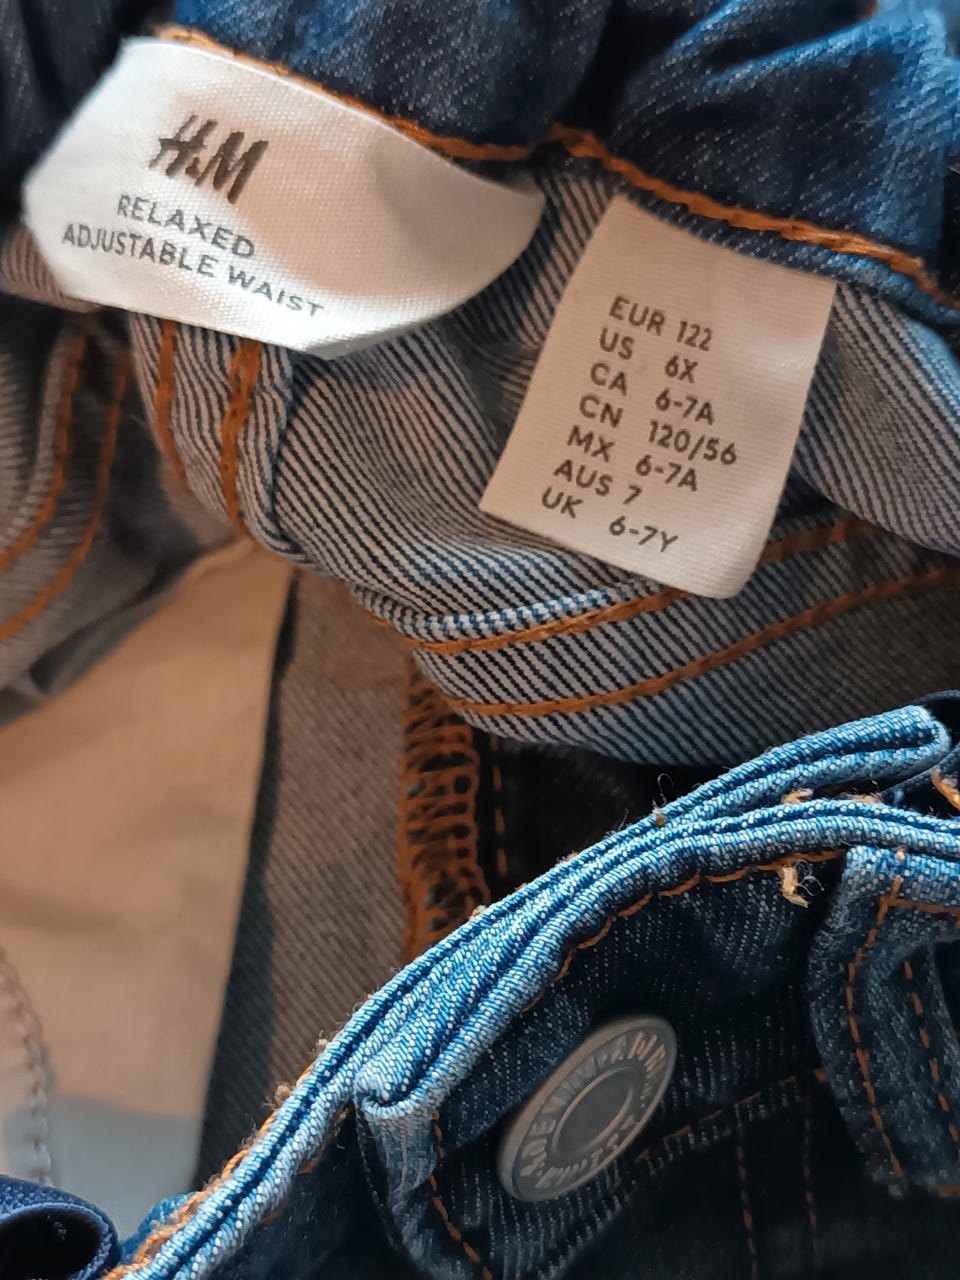 H&M
RELAXED
ADJUSTABLE WAIST
EUR 122
US 6X
CA 6-7A
CN 120/56
MX 6-7A
AUS 7
UK 6-7Y